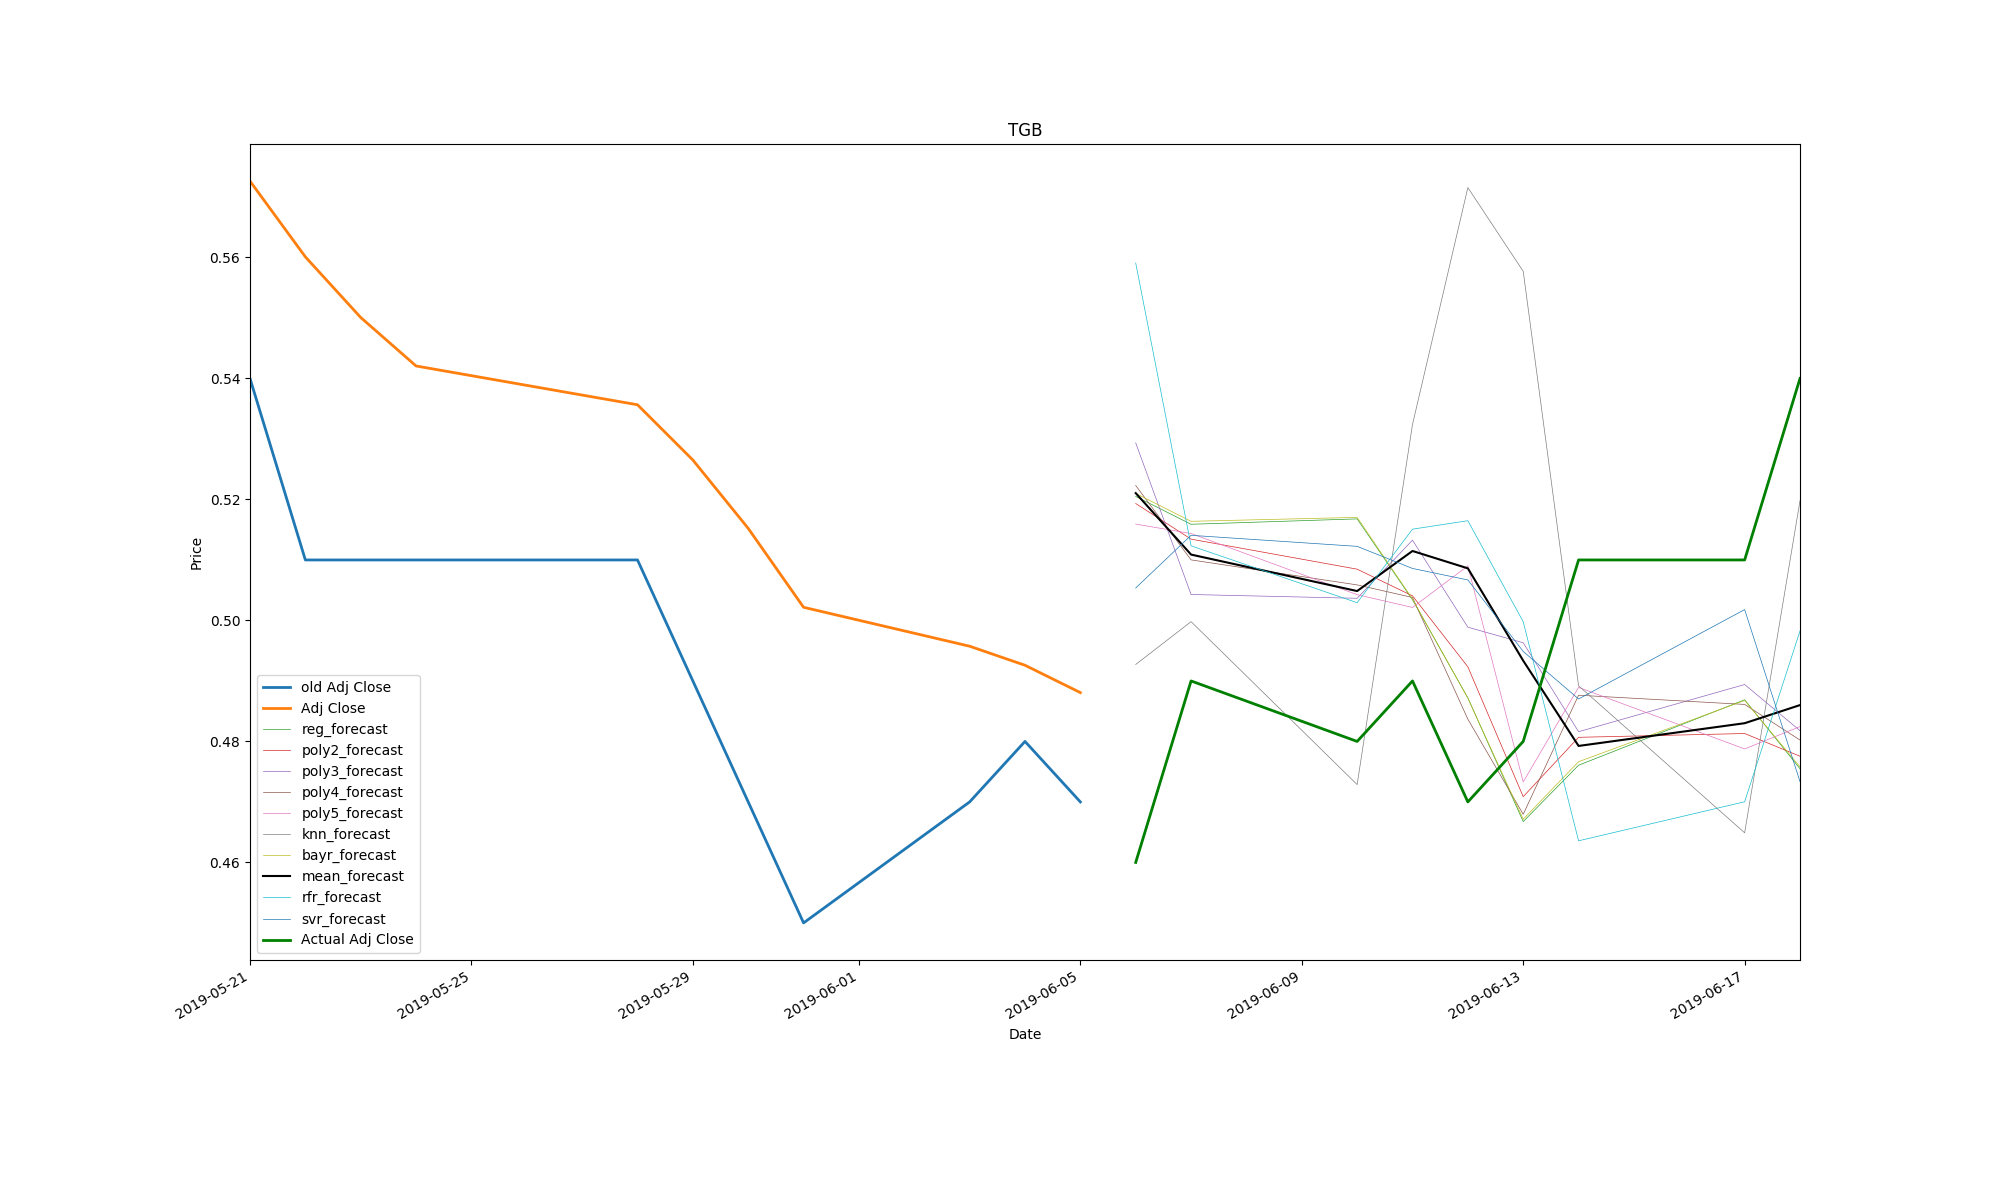 TGB
Price
0.56
0.54
0.52
0.50
0.48
0.46
old Adj Close
Adj Close
reg_forecast
poly2_forecast
poly3_forecast
poly4_forecast
poly5_forecast
knn_forecast
bayr_forecast
mean_forecast
rfr_forecast
svr_forecast
Actual Adj Close
2019-05-21
2019-05-25
2019-05-29
2019-06-01
2019-06-05
2019-06-09
2019-06-13
2019-06-17
Date